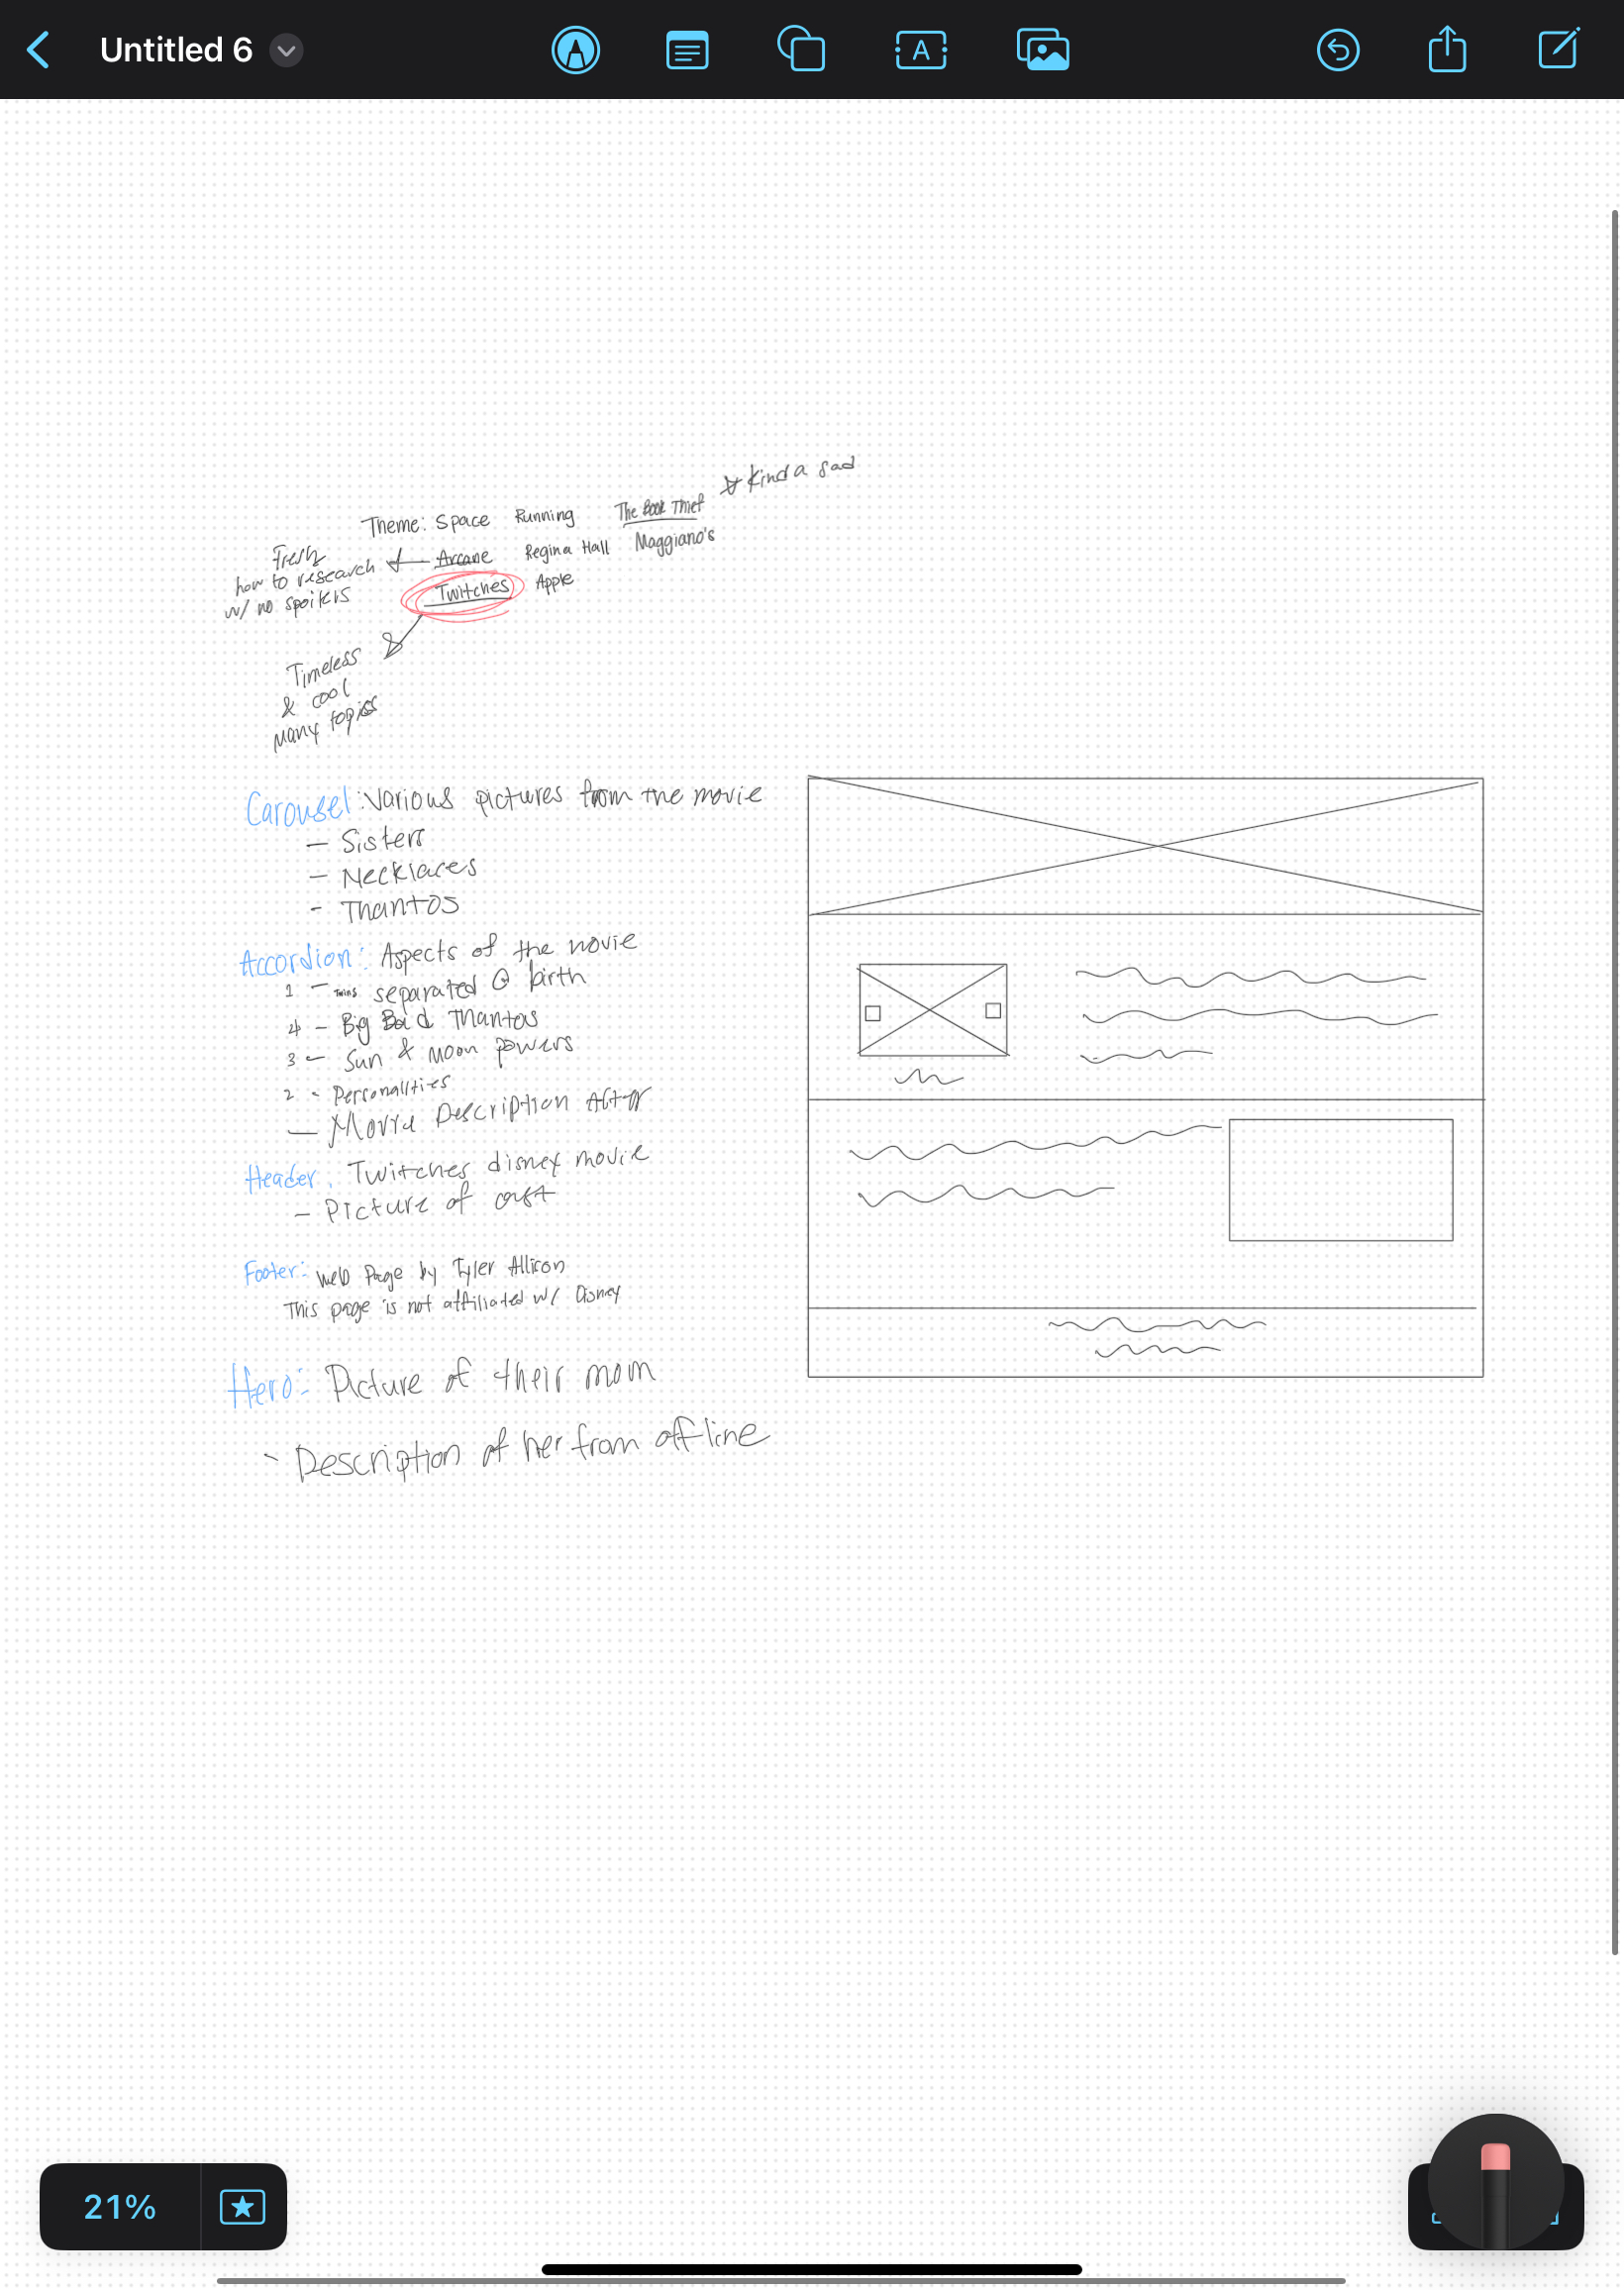 Untitled 6
Kinda sad
Theme: Space Running The Book Thief
Fresh Arcane Regina Hall Maggiano's
how to research
w/ no spoilers
Twitches Apple
Timeless
& cool
Many topics
Carousel: Various pictures from the movie
- Sisters
- Necklaces
- Thantos
Accordion: Aspects of the movie
1 - Twins separated @ birth
4 - Big Bad Thantos
3 - Sun & Moon powers
2 - Personalities
- Movie Description After
Header: Twitches disney movie
- Picture of cast
Footer: Web Page by Tyler Allison
This page is not affiliated w/ Disney
Hero: Picture of their mom
- Description of her from offline
21%